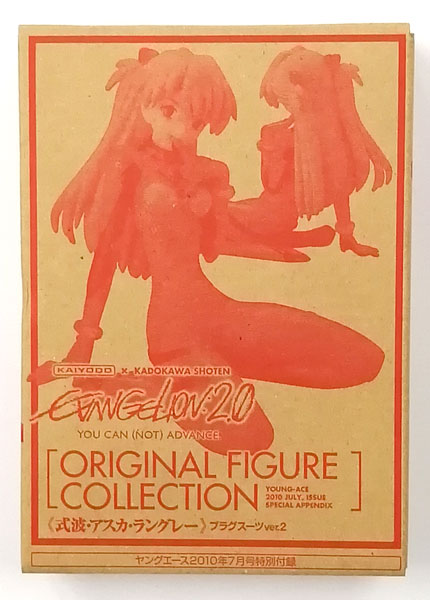 KAIYODO × KADOKAWA SHOTEN
EVANGELION:2.0
YOU CAN (NOT) ADVANCE.
[ORIGINAL FIGURE
COLLECTION]
YOUNG-ACE
2010 JULY. ISSUE
SPECIAL APPENDIX
《式波・アスカ・ラングレー》プラグスーツver.2
ヤングエース2010年7月号特別付録